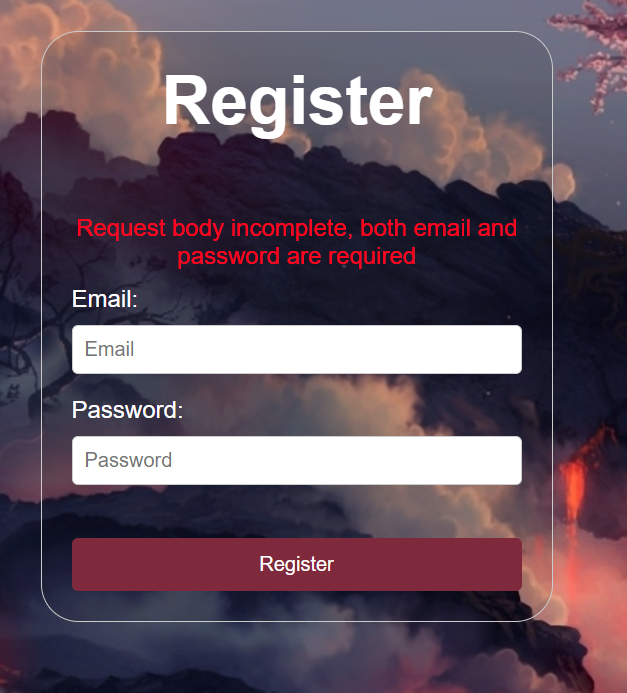 Register
Request body incomplete, both email and
password are required
Email:
Email
Password:
Password
Register